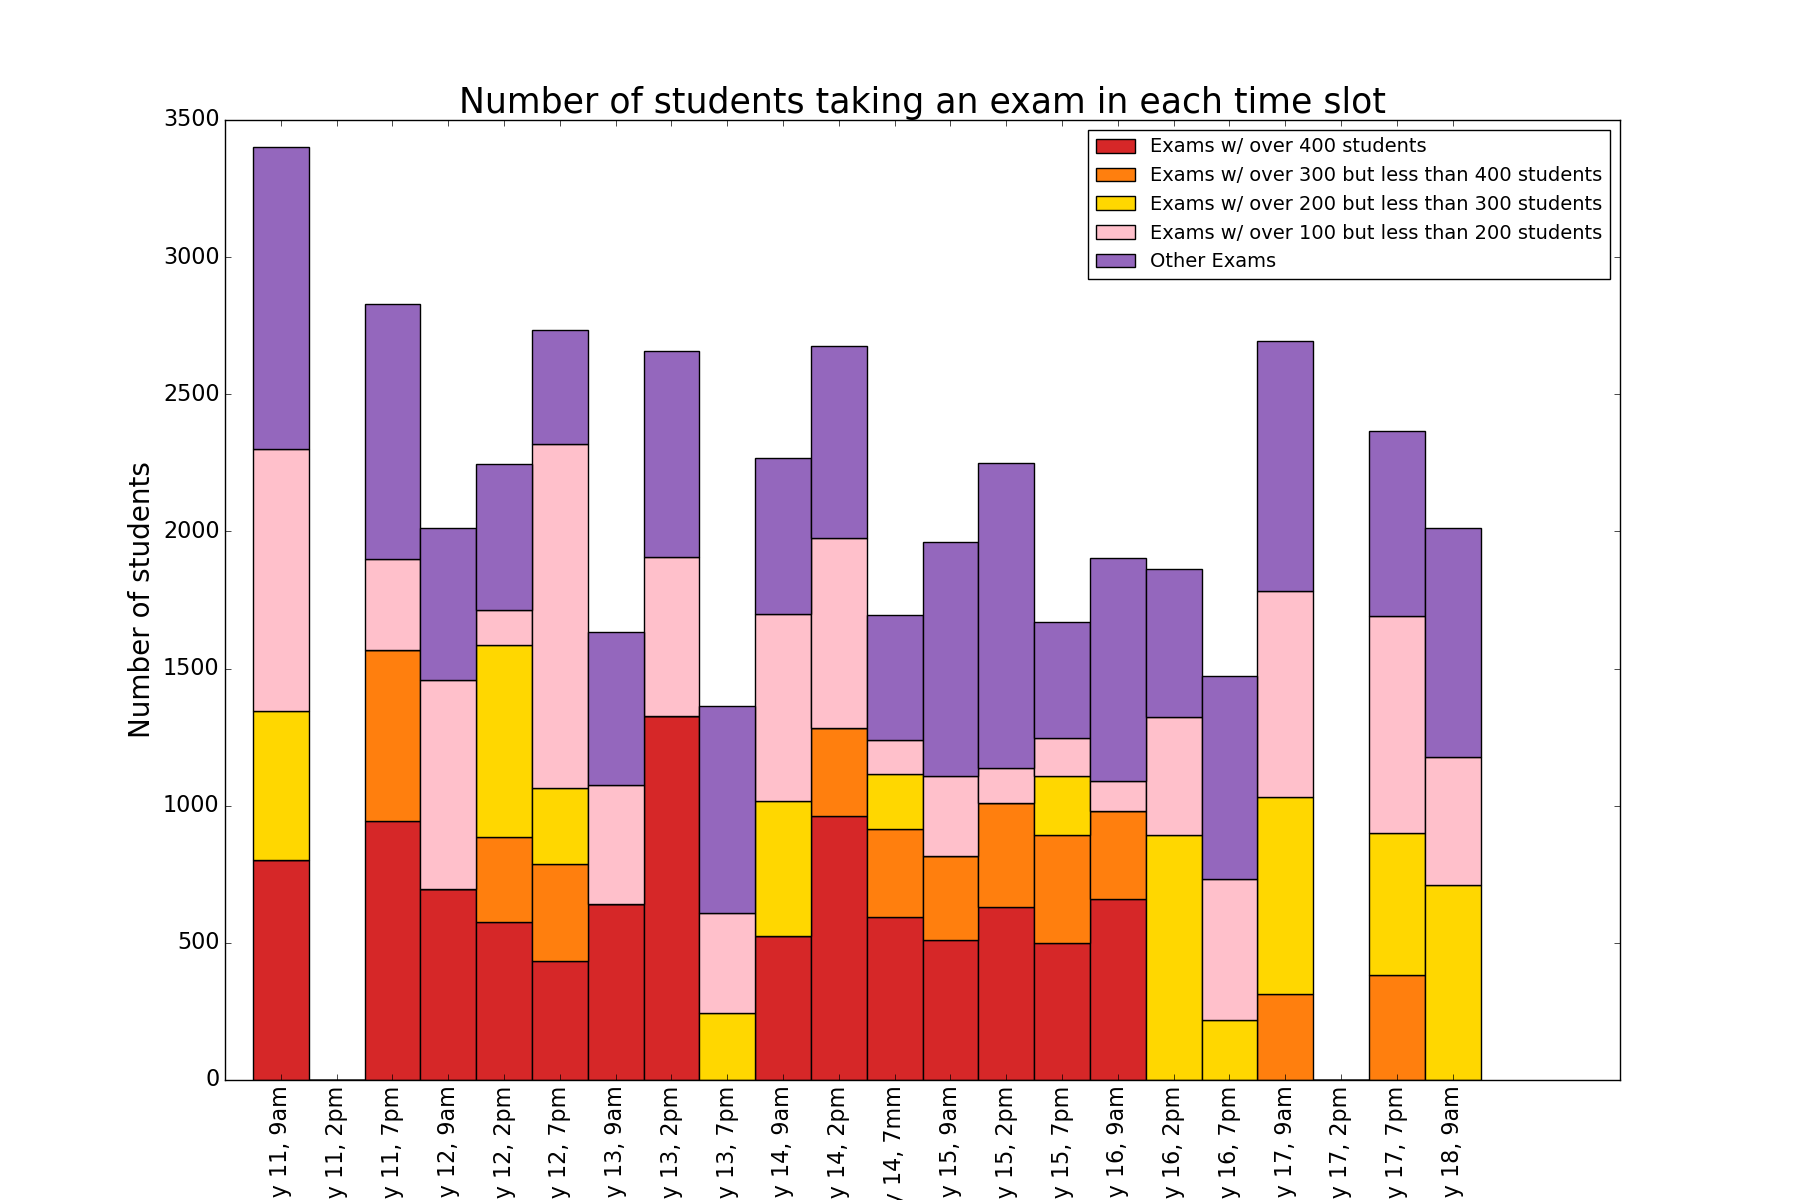 Number of students taking an exam in each time slot
Exams w/ over 400 students
Exams w/ over 300 but less than 400 students
Exams w/ over 200 but less than 300 students
Exams w/ over 100 but less than 200 students
Other Exams
Number of students
3500
3000
2500
2000
1500
1000
500
0
y 11, 9am
y 11, 2pm
y 11, 7pm
y 12, 9am
y 12, 2pm
y 12, 7pm
y 13, 9am
y 13, 2pm
y 13, 7pm
y 14, 9am
y 14, 2pm
y 14, 7mm
y 15, 9am
y 15, 2pm
y 15, 7pm
y 16, 9am
y 16, 2pm
y 16, 7pm
y 17, 9am
y 17, 2pm
y 17, 7pm
y 18, 9am